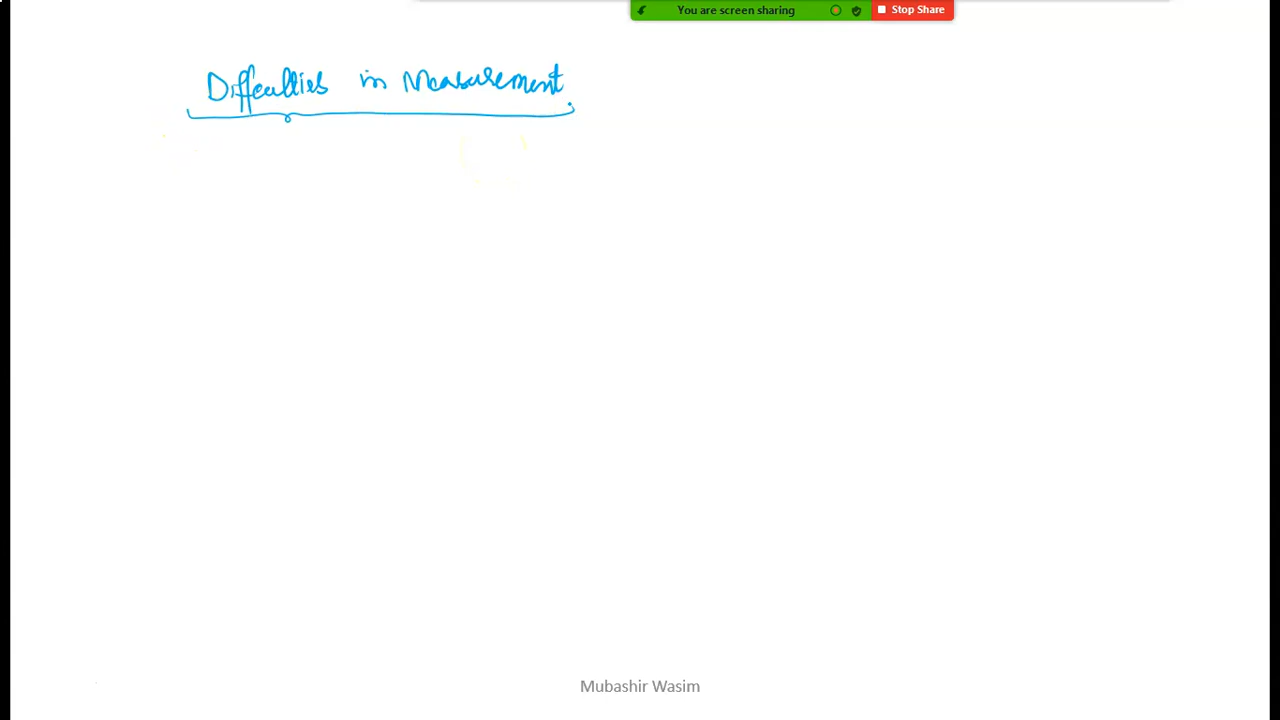 You are screen sharing Stop Share
Difficulties in Measurement
Mubashir Wasim